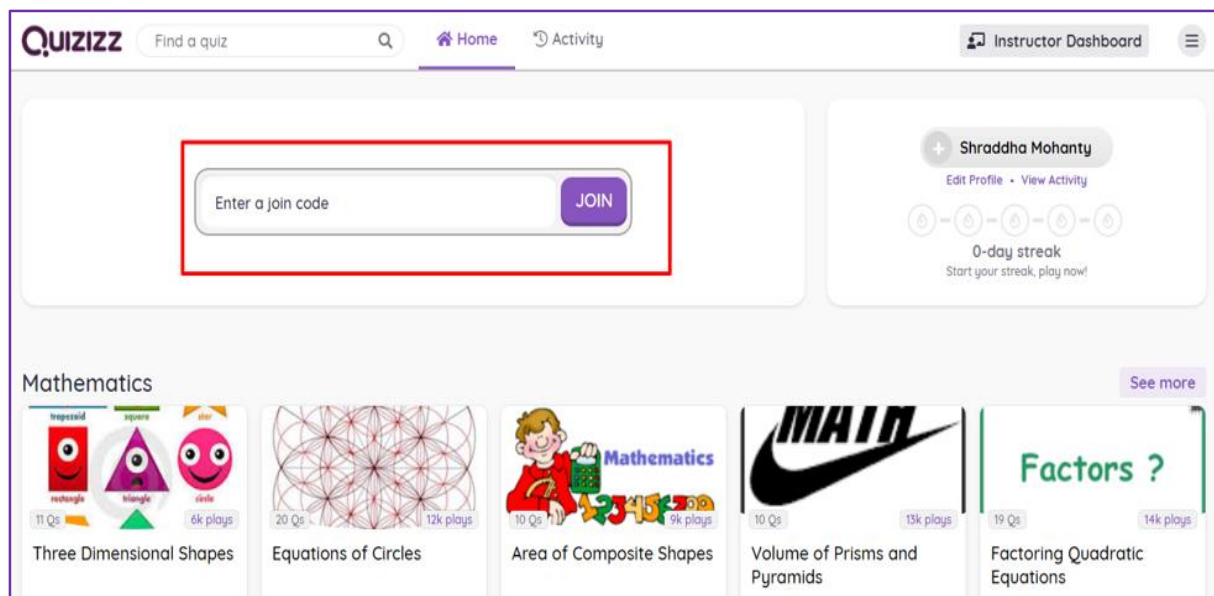 QUIZIZZ
Find a quiz
Home
Activity
Instructor Dashboard
Enter a join code
JOIN
Shraddha Mohanty
Edit Profile • View Activity
0-day streak
Start your streak, play now!
Mathematics
See more
trapezoid square star
rectangle triangle circle
11 Qs
6k plays
Three Dimensional Shapes
20 Qs
12k plays
Equations of Circles
Mathematics
10 Qs
9k plays
Area of Composite Shapes
MATH
10 Qs
13k plays
Volume of Prisms and
Pyramids
Factors ?
19 Qs
14k plays
Factoring Quadratic
Equations